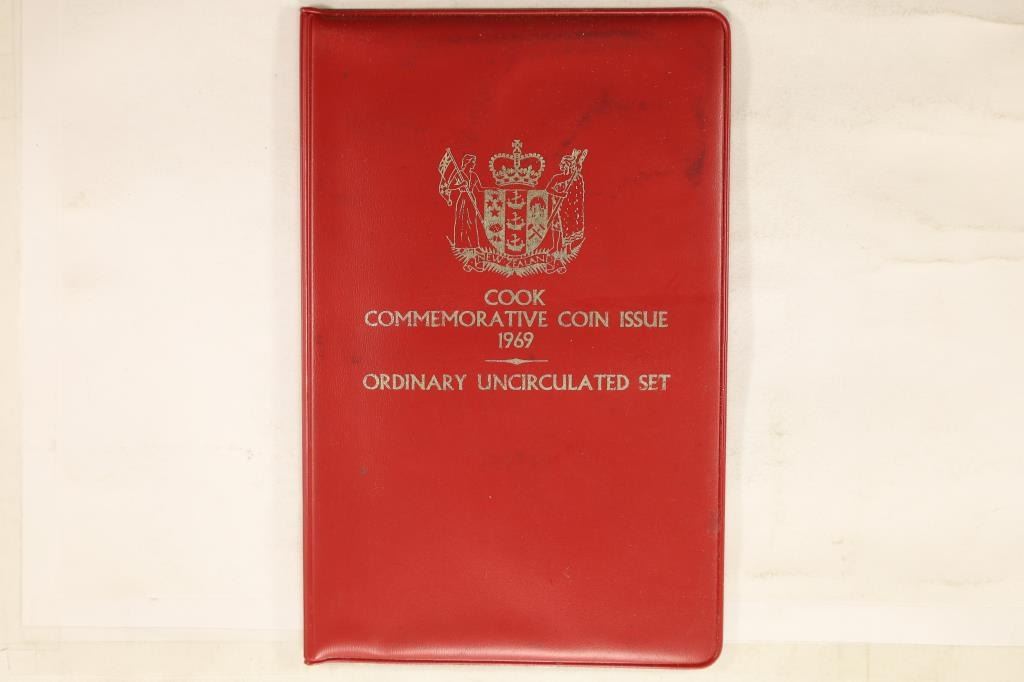 NEW ZEALAND
COOK
COMMEMORATIVE COIN ISSUE
1969
ORDINARY UNCIRCULATED SET